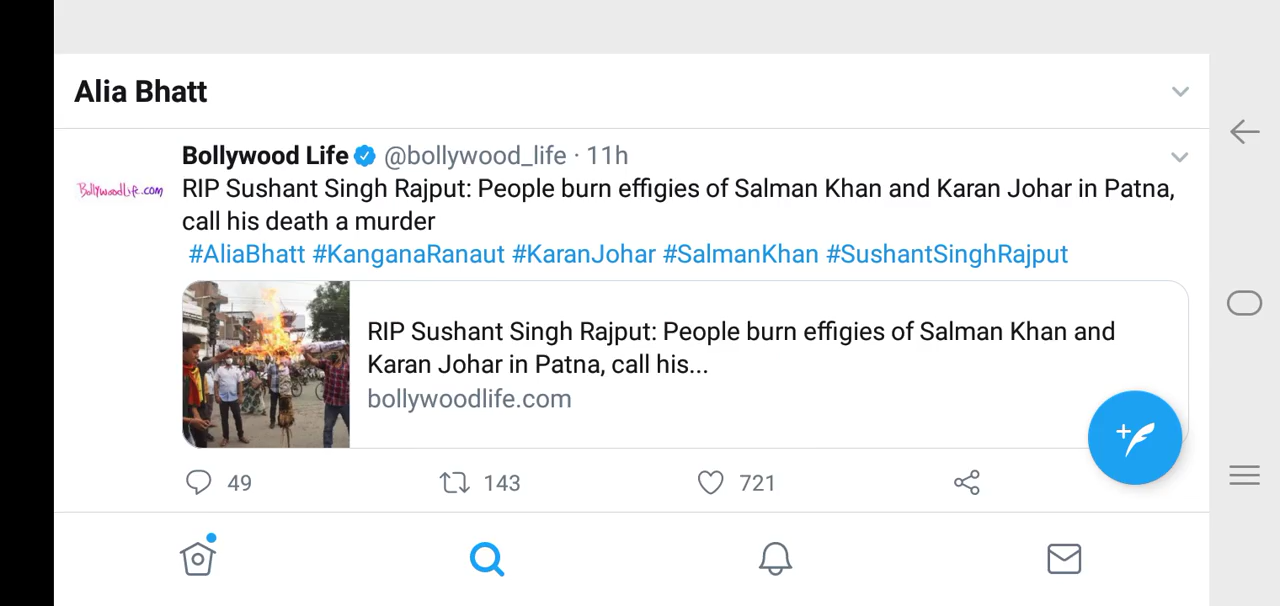 Alia Bhatt
Bollywood Life @bollywood_life · 11h
BollywoodLife.com
RIP Sushant Singh Rajput: People burn effigies of Salman Khan and Karan Johar in Patna,
call his death a murder
#AliaBhatt #KanganaRanaut #KaranJohar #SalmanKhan #SushantSinghRajput
RIP Sushant Singh Rajput: People burn effigies of Salman Khan and
Karan Johar in Patna, call his...
bollywoodlife.com
49 143 721